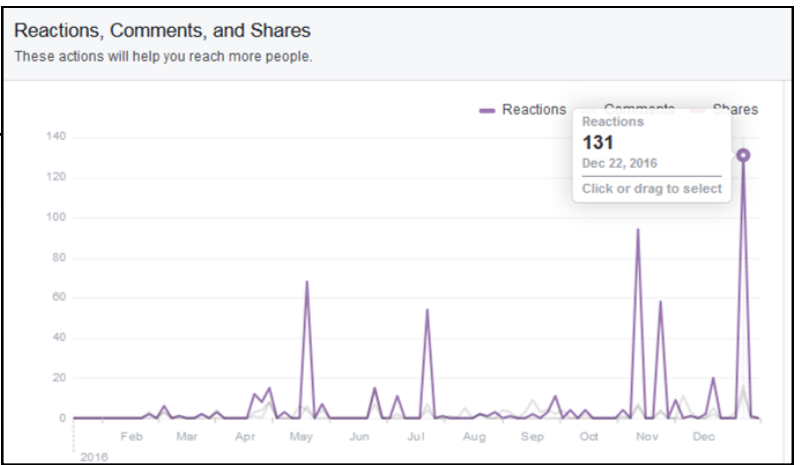 Reactions, Comments, and Shares
These actions will help you reach more people.
Reactions Comments Shares
Reactions
131
Dec 22, 2016
Click or drag to select
140
120
100
80
60
40
20
0
Feb Mar Apr May Jun Jul Aug Sep Oct Nov Dec
2016